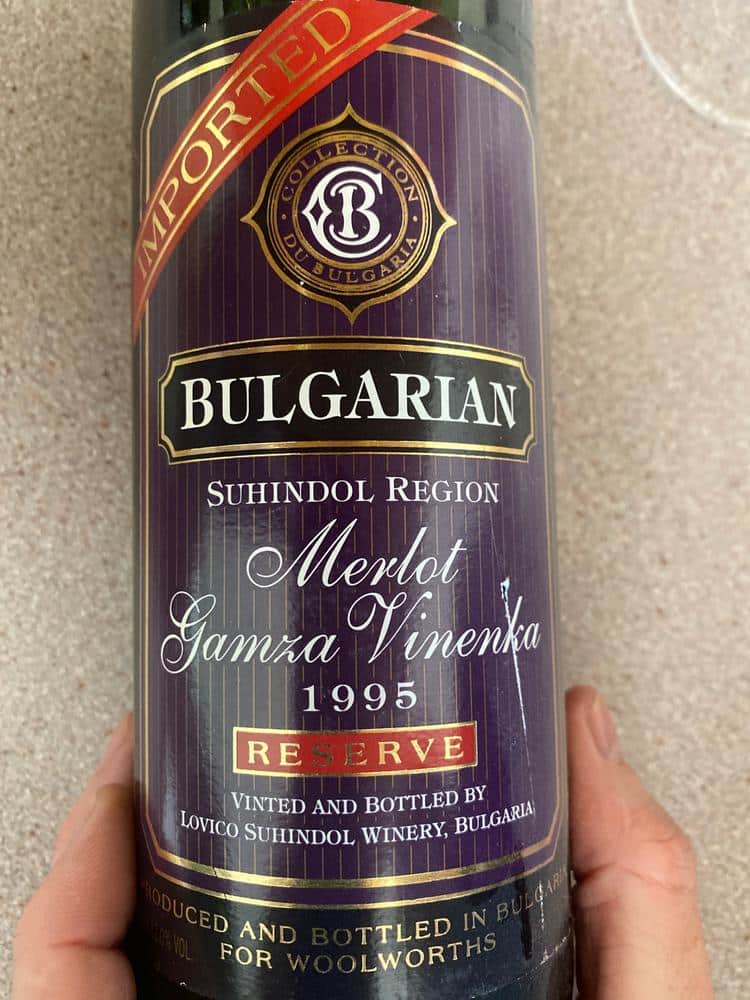 IMPORTED
COLLECTION
CB
DU BULGARIA
BULGARIAN
SUHINDOL REGION
Merlot
Gamza Vinenka
1995
RESERVE
VINTED AND BOTTLED BY
LOVICO SUHINDOL WINERY, BULGARIA
PRODUCED AND BOTTLED IN BULGARIA
VOL
FOR WOOLWORTHS